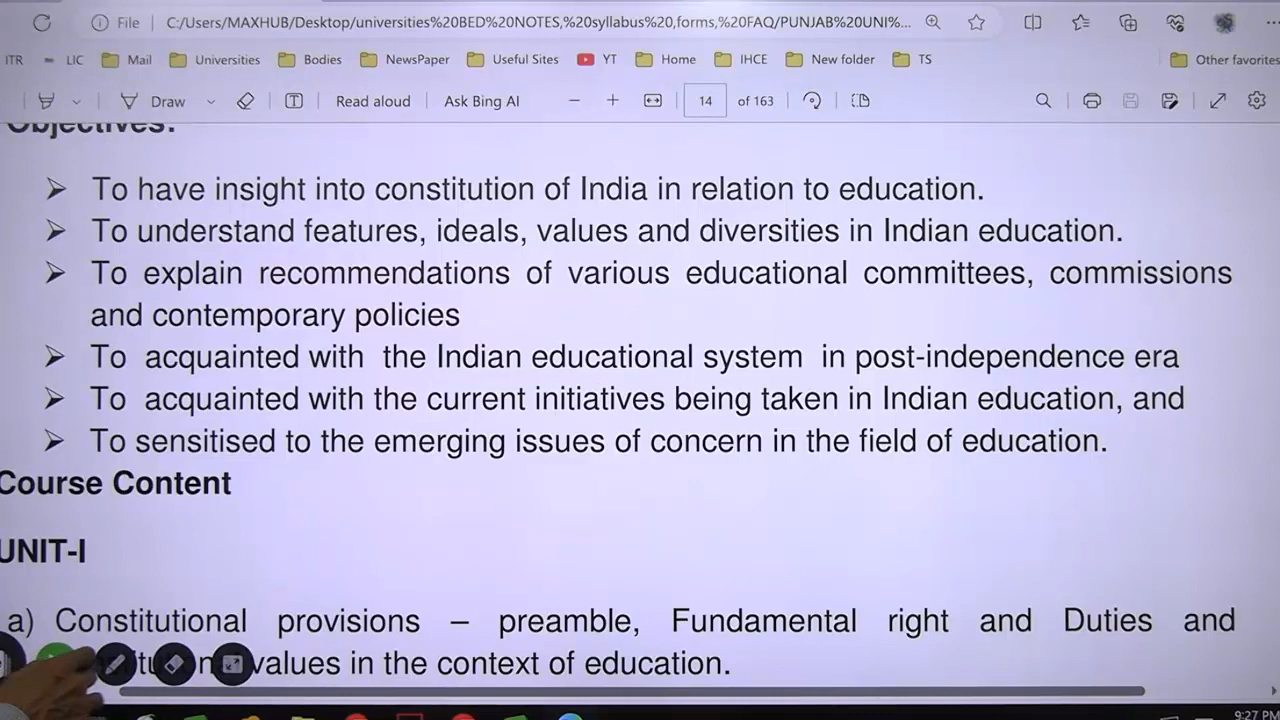 File C:/Users/MAXHUB/Desktop/universities%20BED%20NOTES,%20syllabus%20,forms,%20FAQ/PUNJAB%20UNI%...
ITR LIC Mail Universities Bodies NewsPaper Useful Sites YT Home IHCE New folder TS Other favorites
Draw Read aloud Ask Bing AI 14 of 163
Objectives:
➢ To have insight into constitution of India in relation to education.
➢ To understand features, ideals, values and diversities in Indian education.
➢ To explain recommendations of various educational committees, commissions
and contemporary policies
➢ To acquainted with the Indian educational system in post-independence era
➢ To acquainted with the current initiatives being taken in Indian education, and
➢ To sensitised to the emerging issues of concern in the field of education.
Course Content
UNIT-I
a) Constitutional provisions – preamble, Fundamental right and Duties and
values in the context of education.
9:27 PM